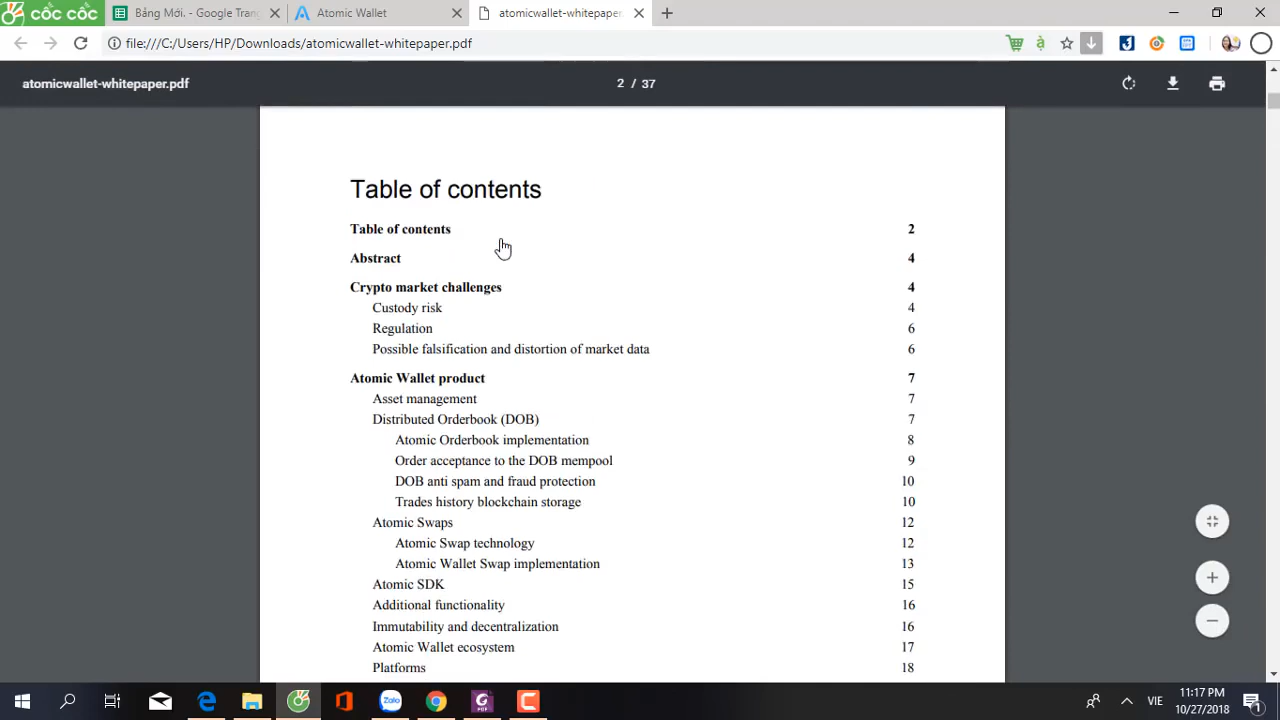 cốc cốc
Bảng Mới. - Google Trang
Atomic Wallet
atomicwallet-whitepaper
file:///C:/Users/HP/Downloads/atomicwallet-whitepaper.pdf
atomicwallet-whitepaper.pdf
2 / 37
Table of contents
Table of contents 2
Abstract 4
Crypto market challenges 4
Custody risk 4
Regulation 6
Possible falsification and distortion of market data 6
Atomic Wallet product 7
Asset management 7
Distributed Orderbook (DOB) 7
Atomic Orderbook implementation 8
Order acceptance to the DOB mempool 9
DOB anti spam and fraud protection 10
Trades history blockchain storage 10
Atomic Swaps 12
Atomic Swap technology 12
Atomic Wallet Swap implementation 13
Atomic SDK 15
Additional functionality 16
Immutability and decentralization 16
Atomic Wallet ecosystem 17
Platforms 18
Zalo
PDF
VIE
11:17 PM
10/27/2018
1